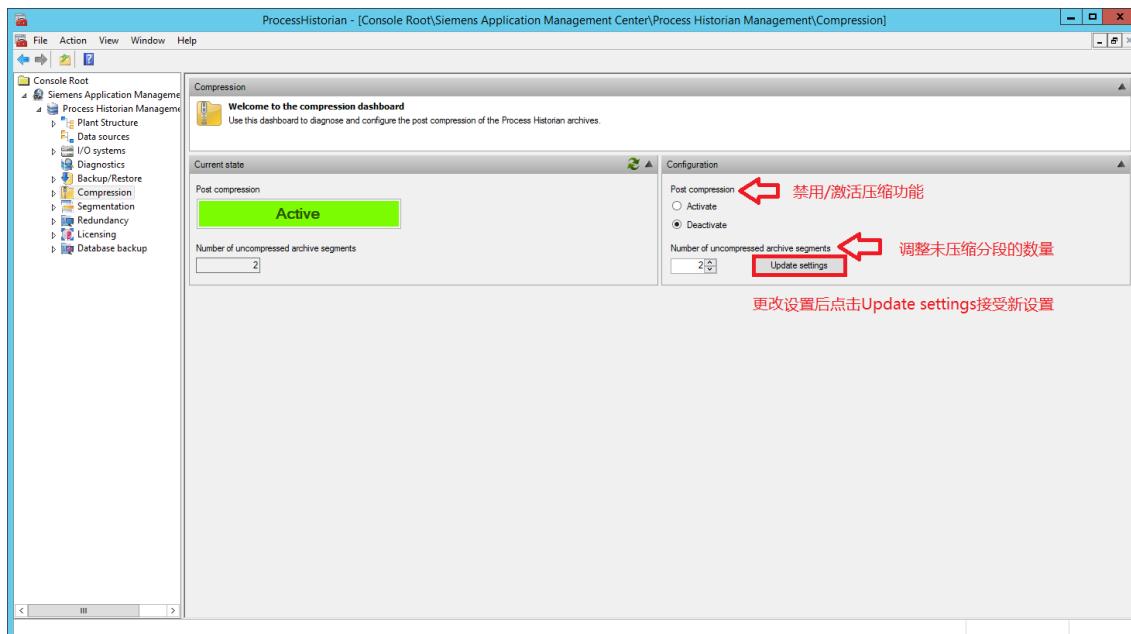 ProcessHistorian - [Console Root\Siemens Application Management Center\Process Historian Management\Compression]
File Action View Window Help
Console Root
Siemens Application Manageme
Process Historian Manageme
Plant Structure
Data sources
I/O systems
Diagnostics
Backup/Restore
Compression
Segmentation
Redundancy
Licensing
Database backup
Compression
Welcome to the compression dashboard
Use this dashboard to diagnose and configure the post compression of the Process Historian archives.
Current state
Post compression
Active
Number of uncompressed archive segments
2
Configuration
Post compression 禁用/激活压缩功能
Activate
Deactivate
Number of uncompressed archive segments 调整未压缩分段的数量
2 Update settings
更改设置后点击Update settings接受新设置